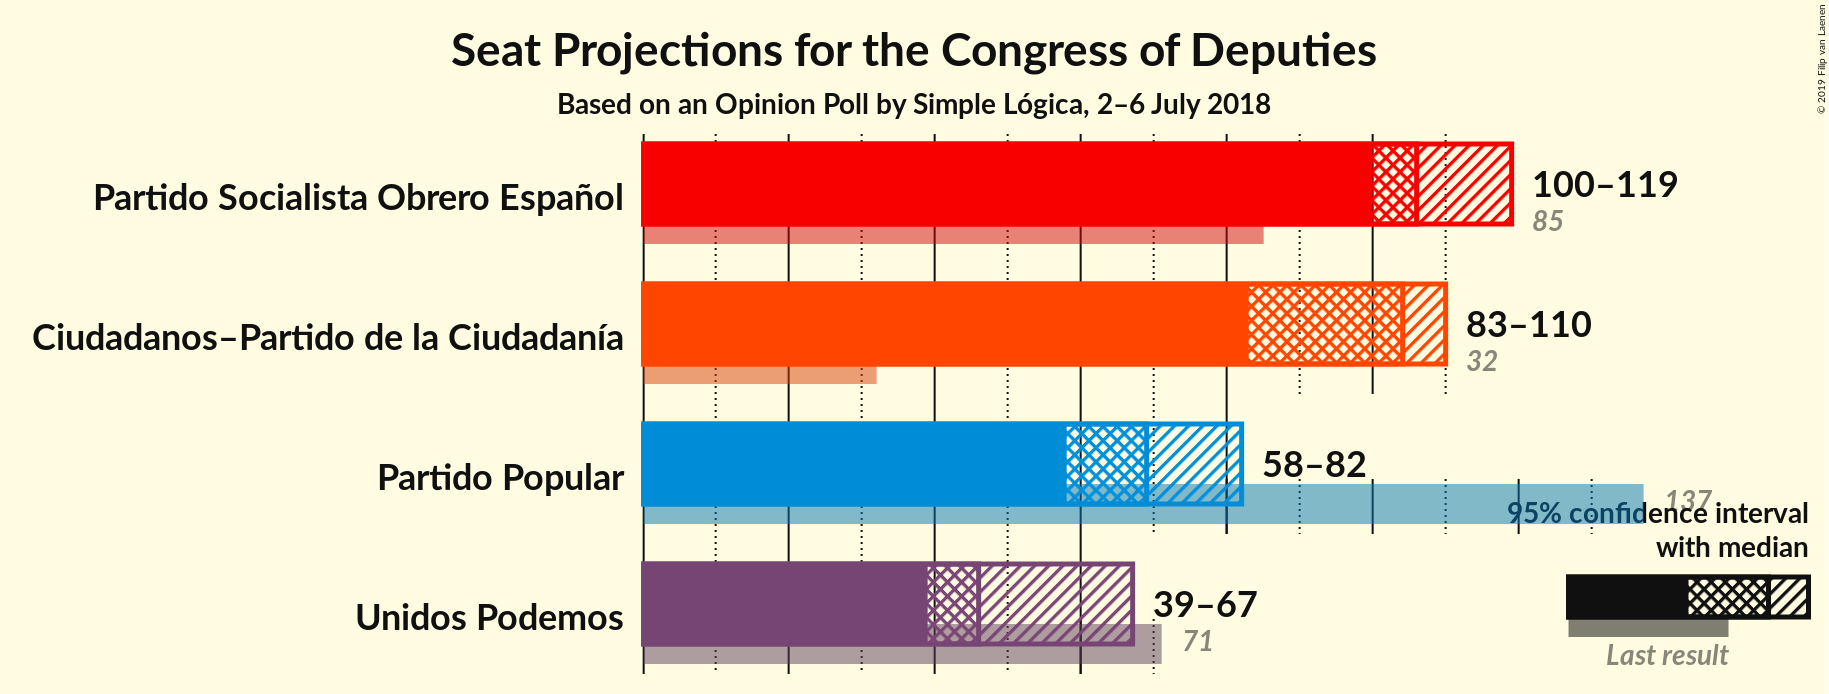 Seat Projections for the Congress of Deputies
Based on an Opinion Poll by Simple Lógica, 2–6 July 2018
© 2019 Filip van Laenen
Partido Socialista Obrero Español
100–119
85
Ciudadanos–Partido de la Ciudadanía
83–110
32
Partido Popular
58–82
137
95% confidence interval
with median
Last result
Unidos Podemos
39–67
71